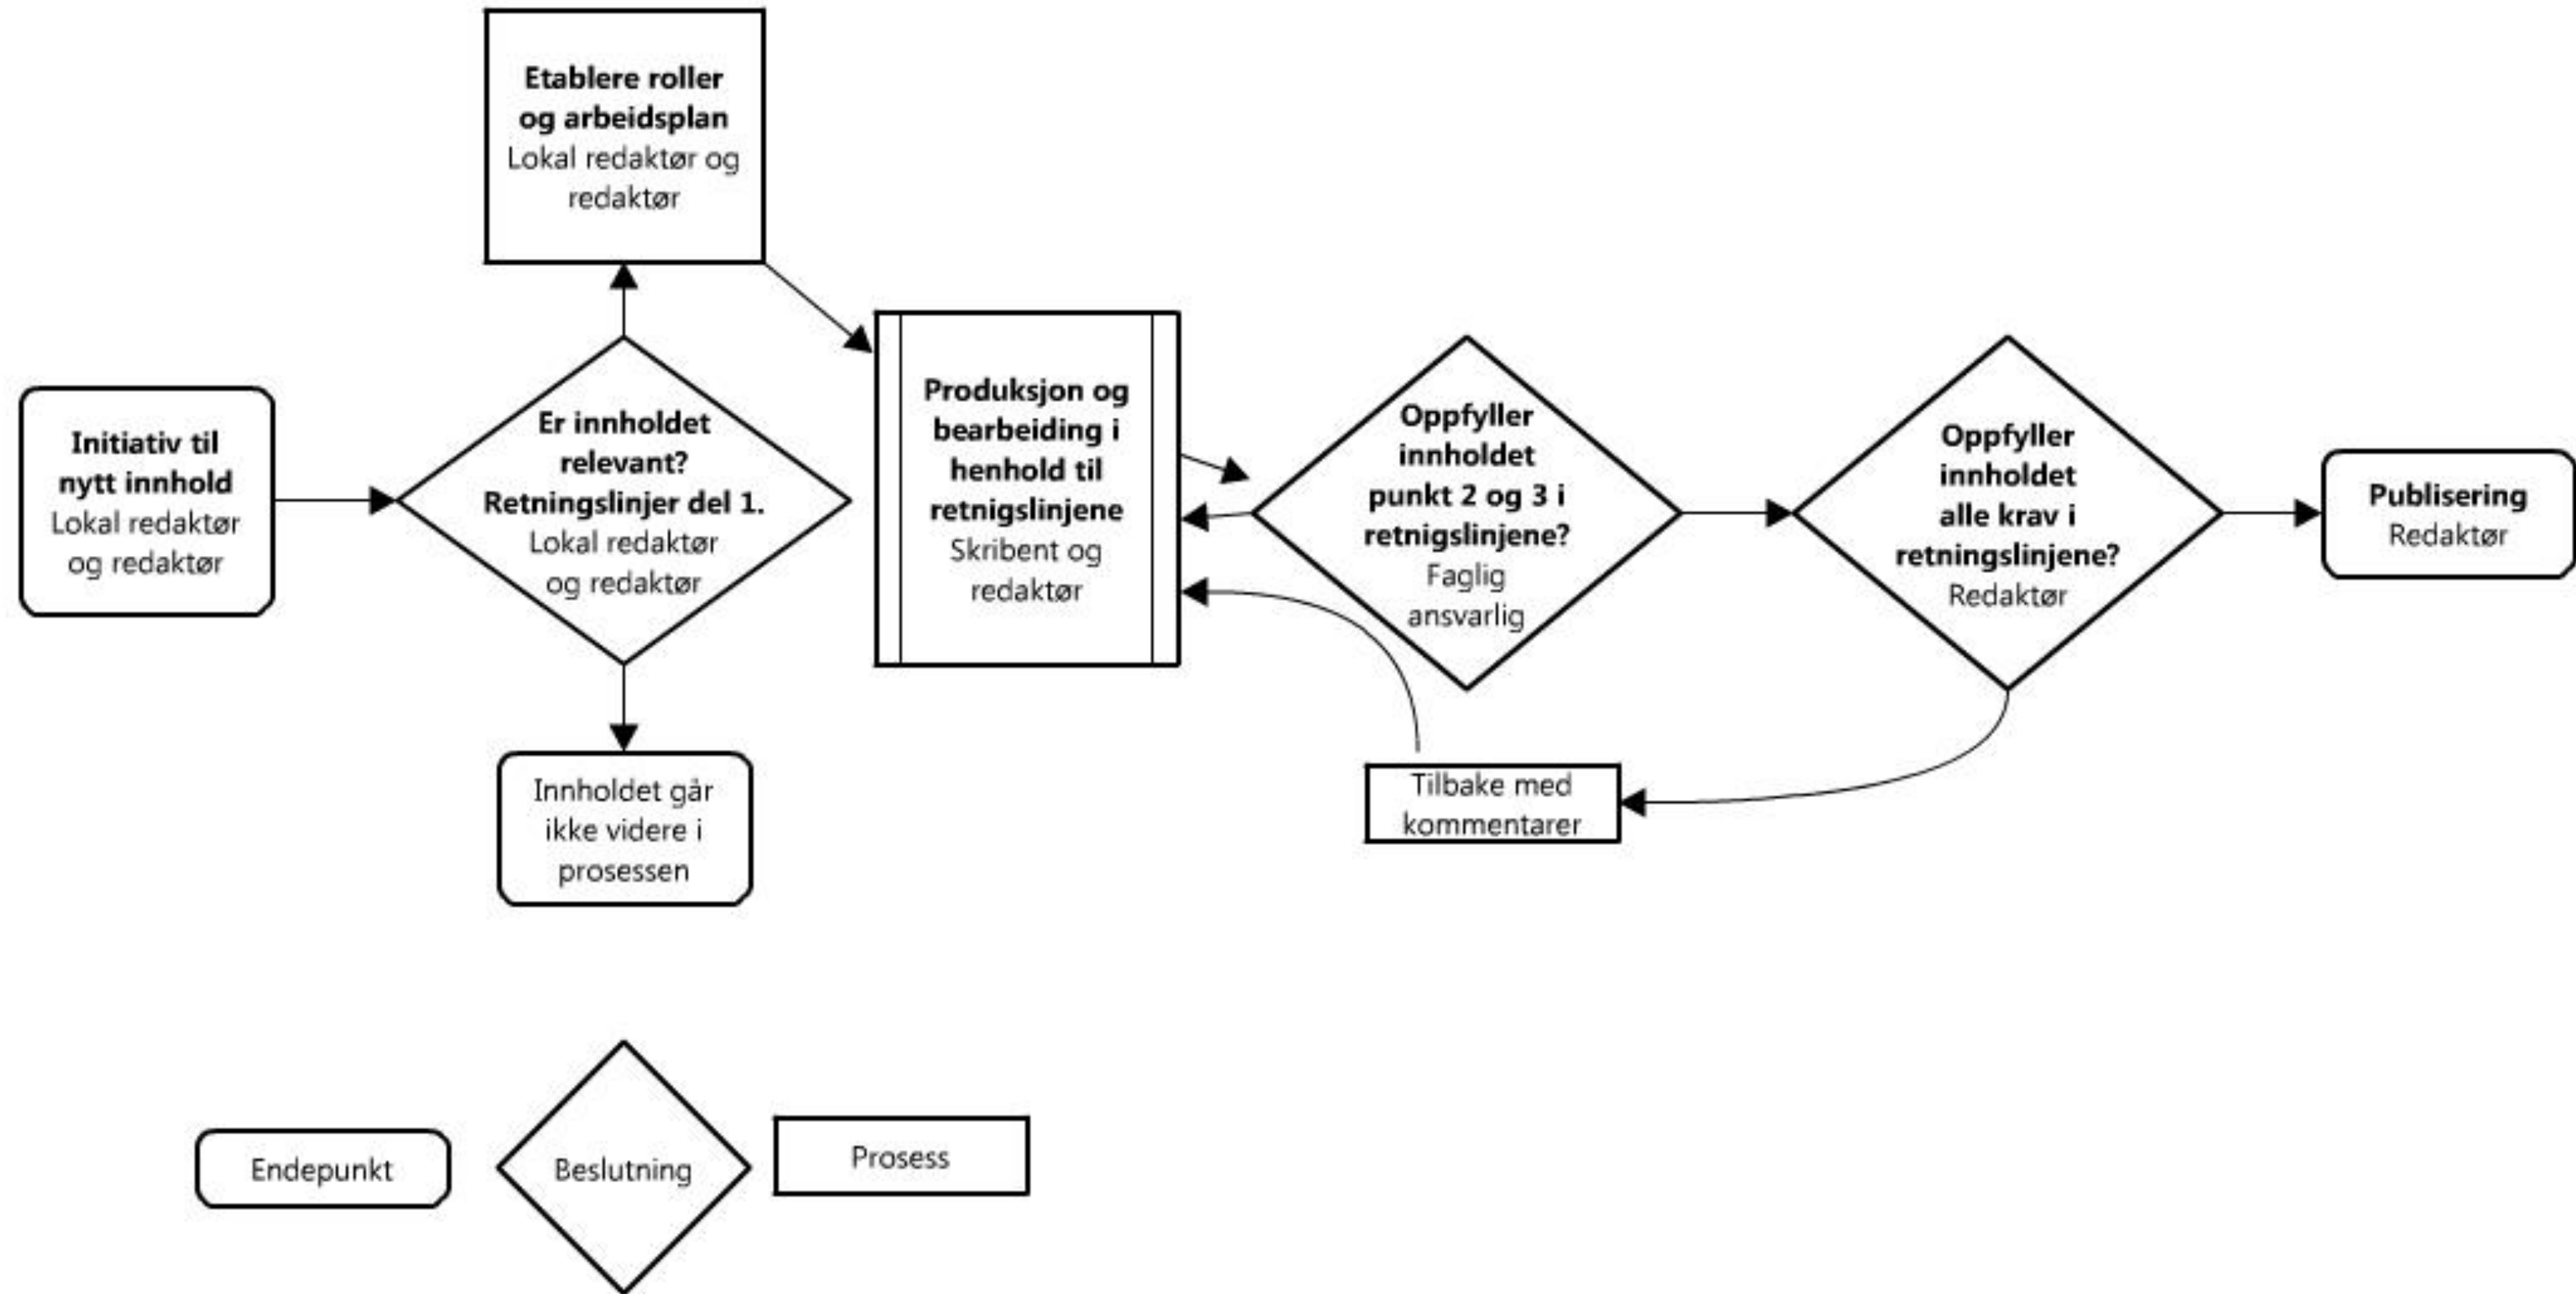 Etablere roller
og arbeidsplan
Lokal redaktør og
redaktør
Initiativ til
nytt innhold
Lokal redaktør
og redaktør
Er innholdet
relevant?
Retningslinjer del 1.
Lokal redaktør
og redaktør
Produksjon og
bearbeiding i
henhold til
retnigslinjene
Skribent og
redaktør
Oppfyller
innholdet
punkt 2 og 3 i
retnigslinjene?
Faglig
ansvarlig
Oppfyller
innholdet
alle krav i
retningslinjene?
Redaktør
Publisering
Redaktør
Innholdet går
ikke videre i
prosessen
Tilbake med
kommentarer
Endepunkt
Beslutning
Prosess